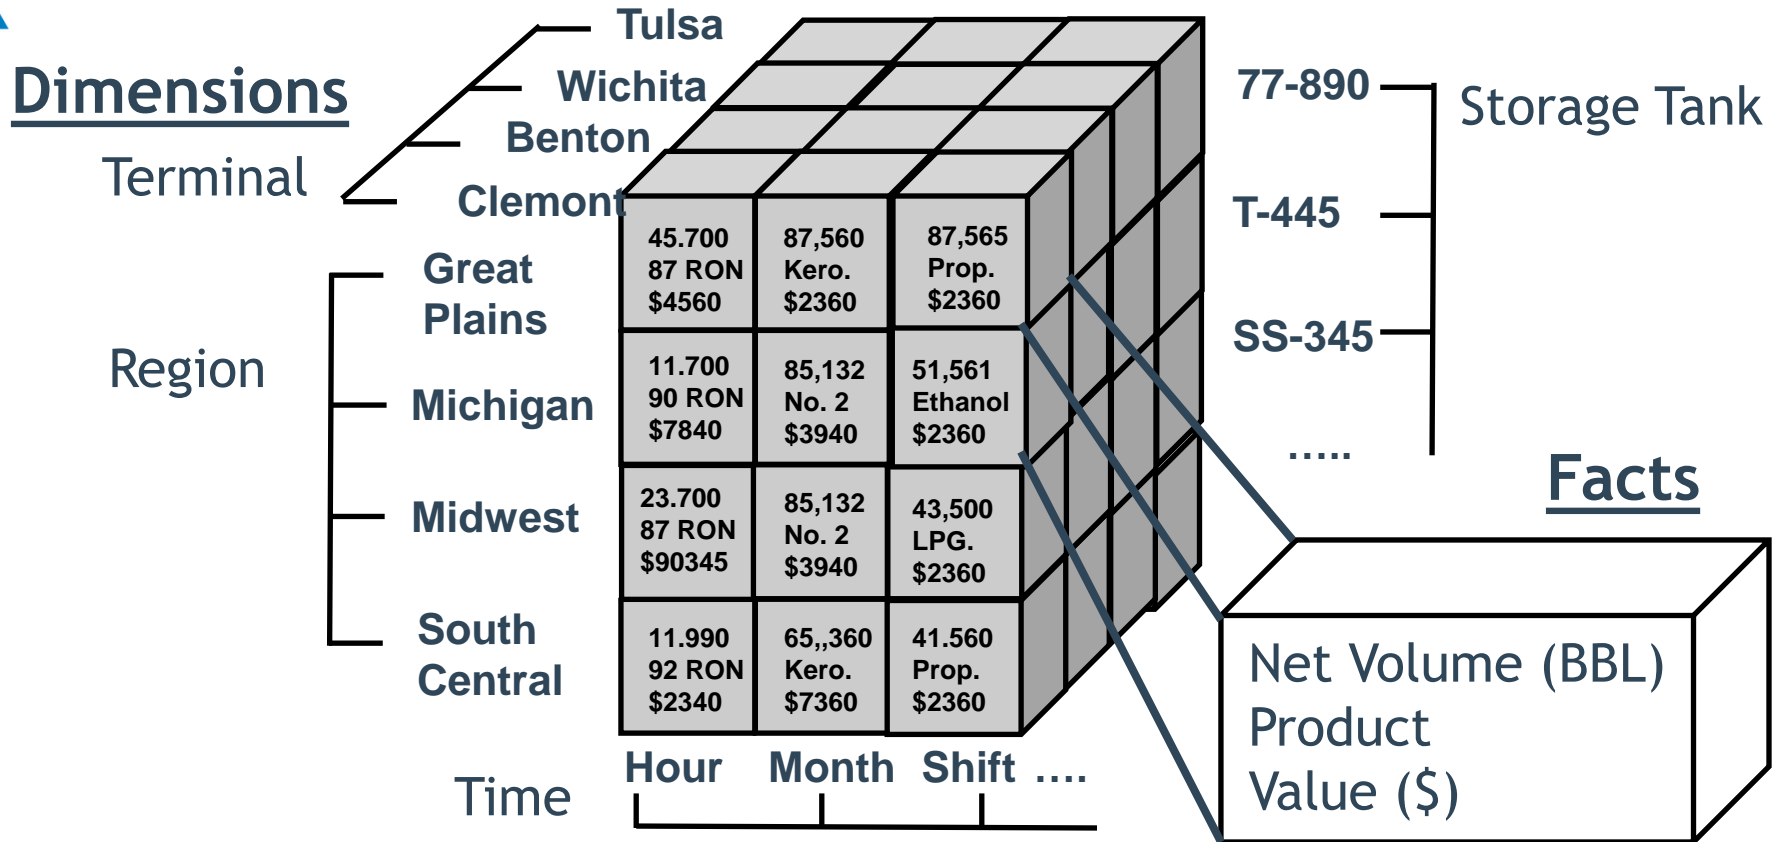 Dimensions
Terminal
Tulsa
Wichita
Benton
Clemont
Region
Great
Plains
Michigan
Midwest
South
Central
45.700
87 RON
$4560
87,560
Kero.
$2360
87,565
Prop.
$2360
11.700
90 RON
$7840
85,132
No. 2
$3940
51,561
Ethanol
$2360
23.700
87 RON
$90345
85,132
No. 2
$3940
43,500
LPG.
$2360
11.990
92 RON
$2340
65,,360
Kero.
$7360
41.560
Prop.
$2360
Time
Hour Month Shift ....
77-890
T-445
SS-345
.....
Storage Tank
Facts
Net Volume (BBL)
Product
Value ($)